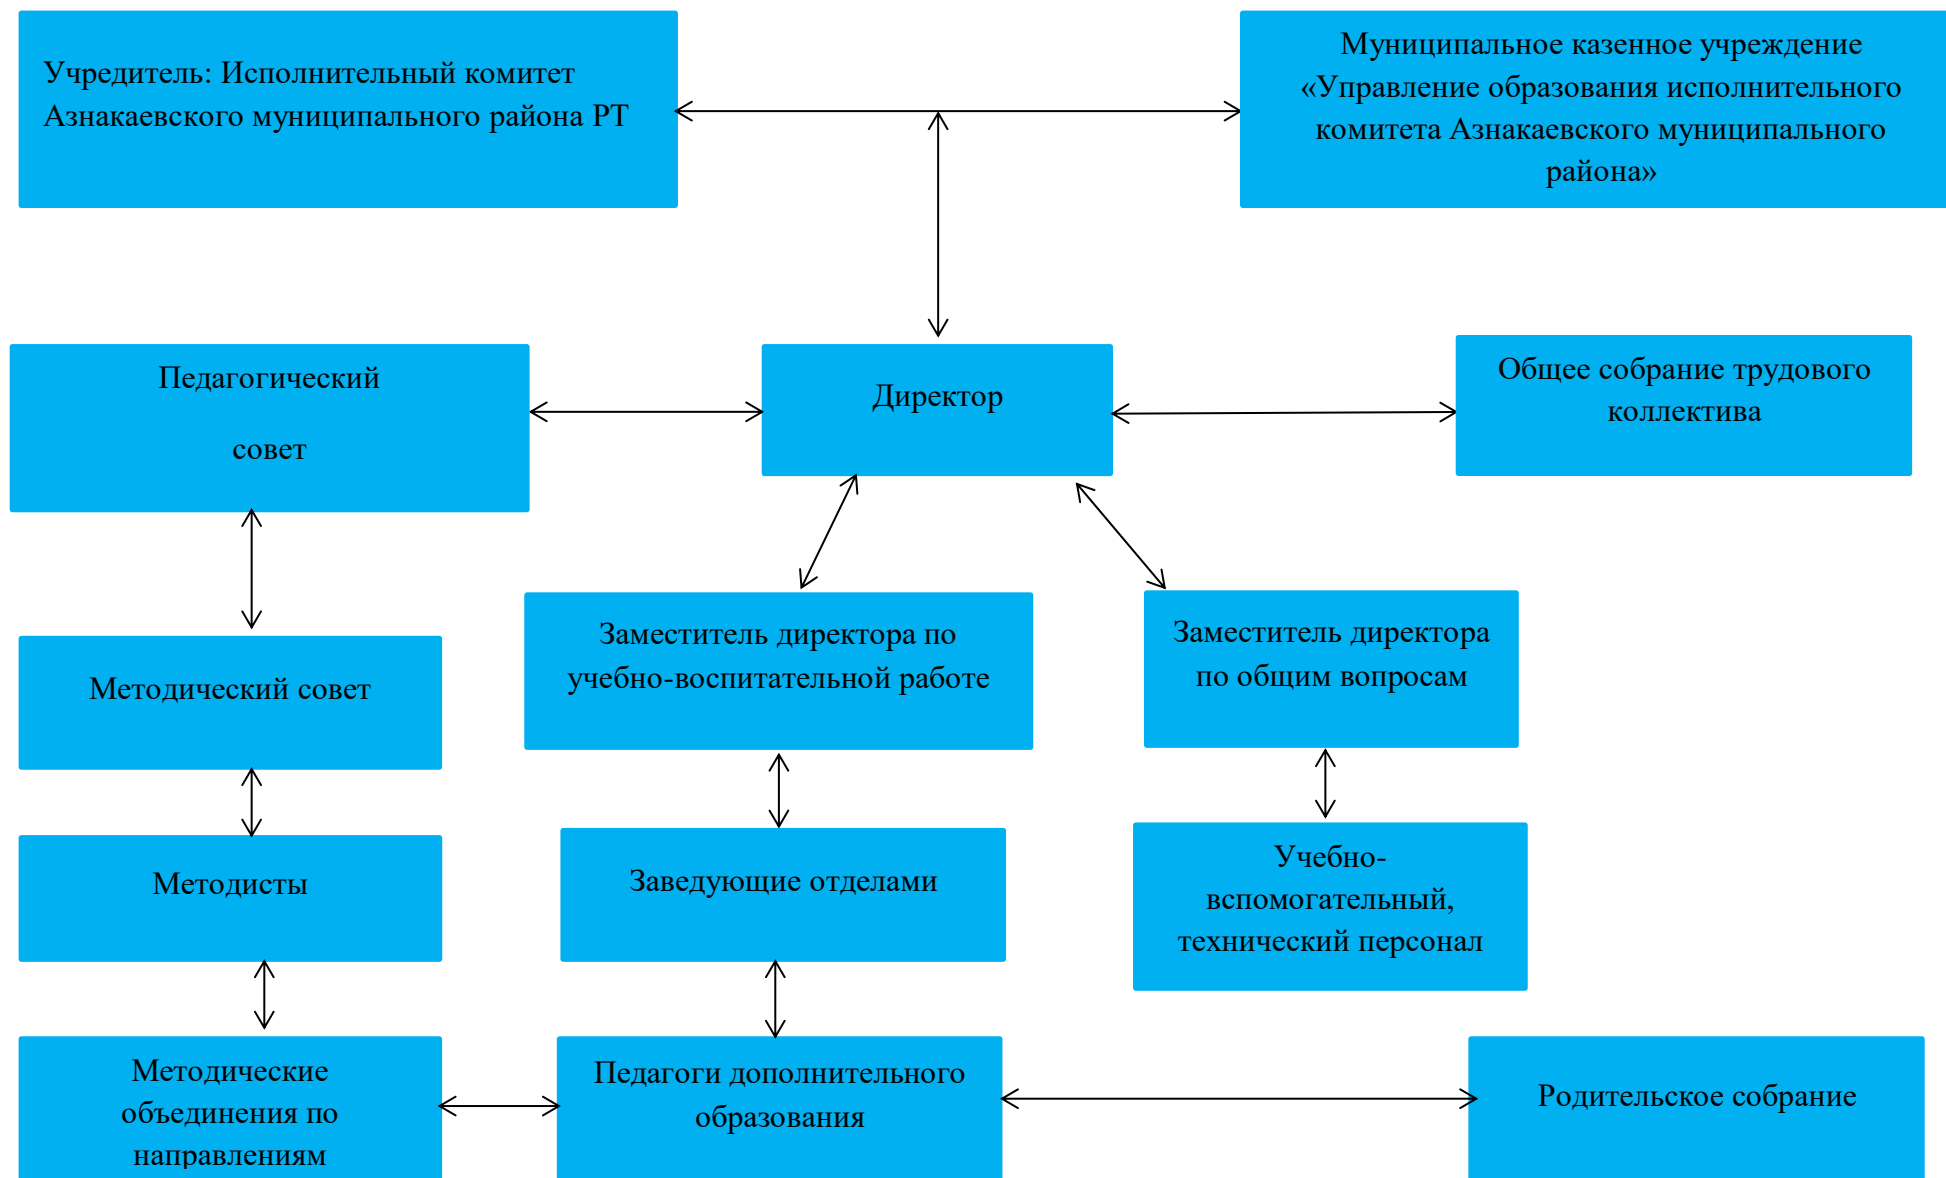 Учредитель: Исполнительный комитет
Азнакаевского муниципального района РТ
Муниципальное казенное учреждение
«Управление образования исполнительного
комитета Азнакаевского муниципального
района»
Педагогический
совет
Директор
Общее собрание трудового
коллектива
Методический совет
Заместитель директора по
учебно-воспитательной работе
Заместитель директора
по общим вопросам
Методисты
Заведующие отделами
Учебно-
вспомогательный,
технический персонал
Методические
объединения по
направлениям
Педагоги дополнительного
образования
Родительское собрание